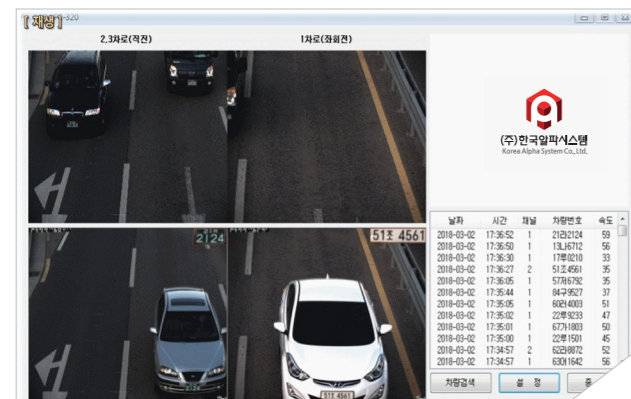 [ 재생 ]
-320
2,3차로(직진)
1차로(좌회전)
(주)한국알파시스템
Korea Alpha System Co., Ltd.
2124
51조 4561
2124
51조 4561
날짜 시간 채널 차량번호 속도
2018-03-02 17:36:52 1 21러2124 59
2018-03-02 17:36:50 1 13너6712 56
2018-03-02 17:36:30 1 17루0210 33
2018-03-02 17:36:27 2 51조4561 35
2018-03-02 17:36:05 1 57저6792 35
2018-03-02 17:35:44 1 84구9527 37
2018-03-02 17:35:05 1 60러4003 51
2018-03-02 17:35:02 1 22루9233 47
2018-03-02 17:35:01 1 67가1803 50
2018-03-02 17:35:00 1 22루1501 45
2018-03-02 17:34:57 2 62라8872 52
2018-03-02 17:34:57 1 63머1642 56
차량검색 설 정